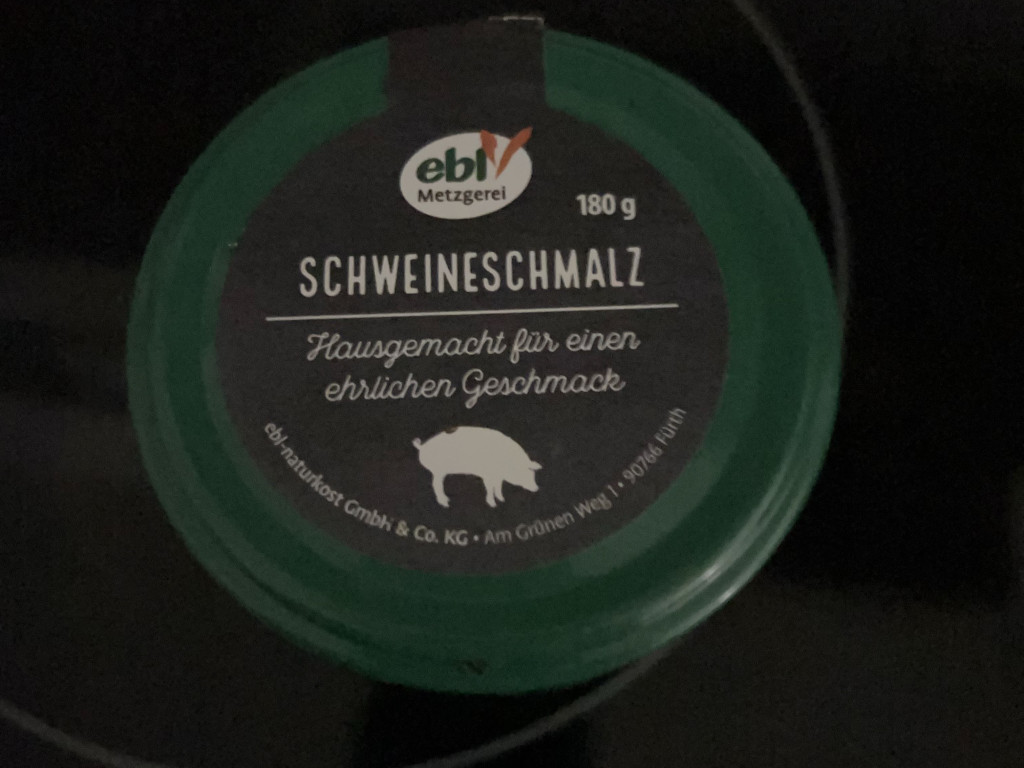 ebl
Metzgerei
180 g
SCHWEINESCHMALZ
Hausgemacht für einen
ehrlichen Geschmack
ebl-naturkost GmbH & Co. KG • Am Grünen Weg 1 • 90766 Fürth